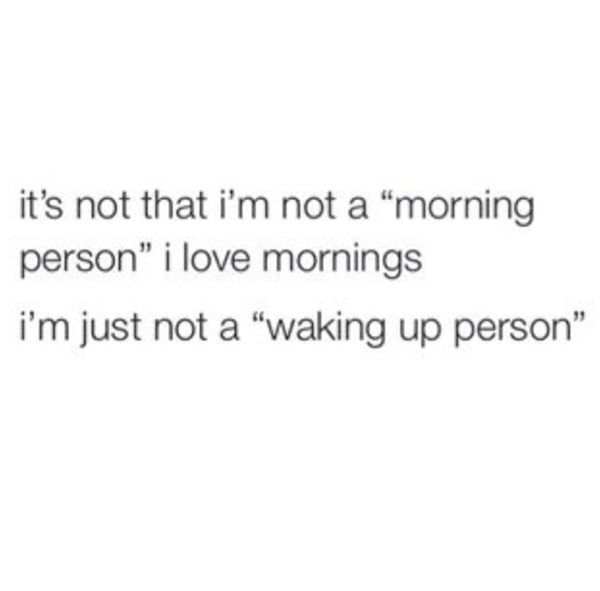 it’s not that i’m not a “morning
person” i love mornings
i’m just not a “waking up person”